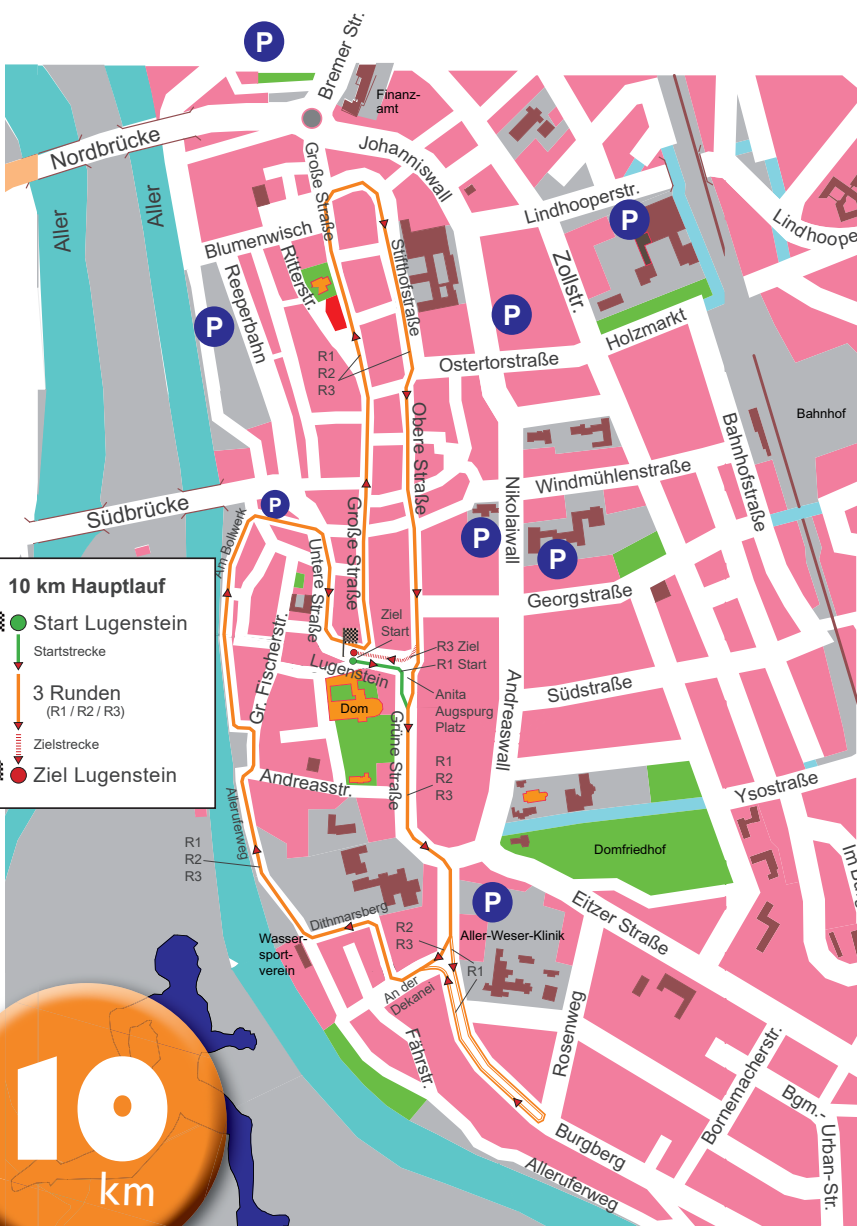 P
Bremer Str.
Finanz-
amt
Nordbrücke
Johanniswall
Große Straße
Aller
Aller
Lindhooperstr.
P
Lindhoope
Blumenwisch
Ritterstr.
Stifthofstraße
Zollstr.
Reeperbahn
P
P
Holzmarkt
R1
R2
R3
Ostertorstraße
Obere Straße
Bahnhof
Bahnhofstraße
Windmühlenstraße
Nikolaiwall
Südbrücke
P
Große Straße
P
P
Am Bollwerk
Untere Straße
Georgstraße
10 km Hauptlauf
Start Lugenstein
Startstrecke
3 Runden
(R1 / R2 / R3)
Zielstrecke
Ziel Lugenstein
Gr. Fischerstr.
Ziel
Start
R3 Ziel
R1 Start
Lugenstein
Anita
Augspurg
Platz
Südstraße
Andreaswall
Dom
Grüne Straße
R1
R2
R3
Andreasstr.
Ysostraße
Alleruferweg
R1
R2
R3
Domfriedhof
Im Bur
Eitzer Straße
P
Dithmarsberg
R2
R3
Aller-Weser-Klinik
Wasser-
sport-
verein
R1
An der
Dekanei
Rosenweg
Fährstr.
Bornemacherstr.
Bgm.-
Urban-Str.
Burgberg
Alleruferweg
10
km